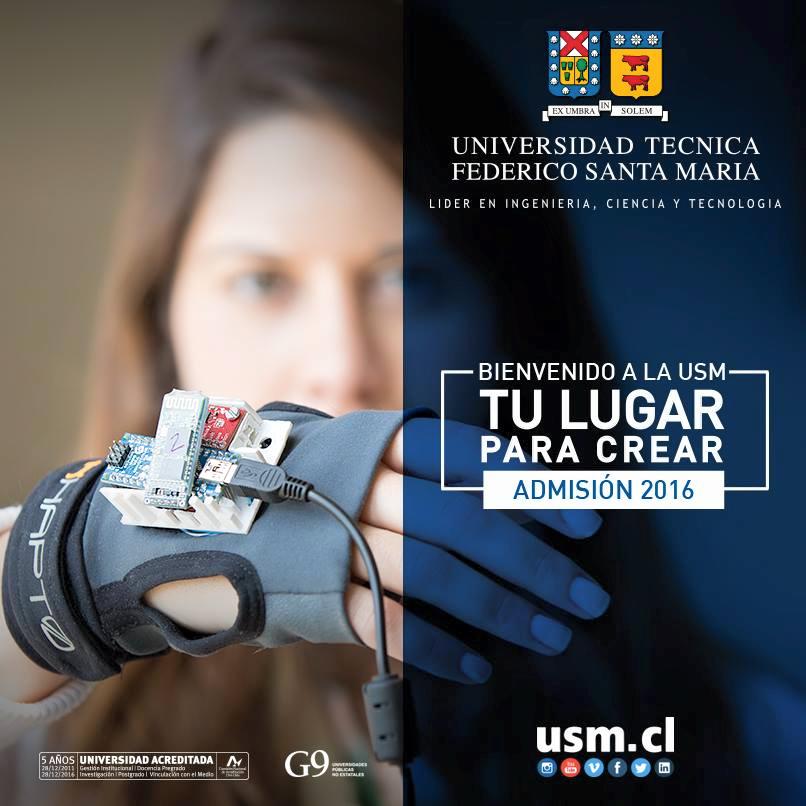 EX UMBRA IN SOLEM
UNIVERSIDAD TECNICA
FEDERICO SANTA MARIA
LIDER EN INGENIERIA, CIENCIA Y TECNOLOGIA
BIENVENIDO A LA USM
TU LUGAR
PARA CREAR
ADMISIÓN 2016
2
HAPT
usm.cl
5 AÑOS UNIVERSIDAD ACREDITADA
28/12/2011 Gestión Institucional | Docencia Pregrado
28/12/2016 Investigación | Postgrado | Vinculación con el Medio
G9 UNIVERSIDADES
PÚBLICAS
NO ESTATALES